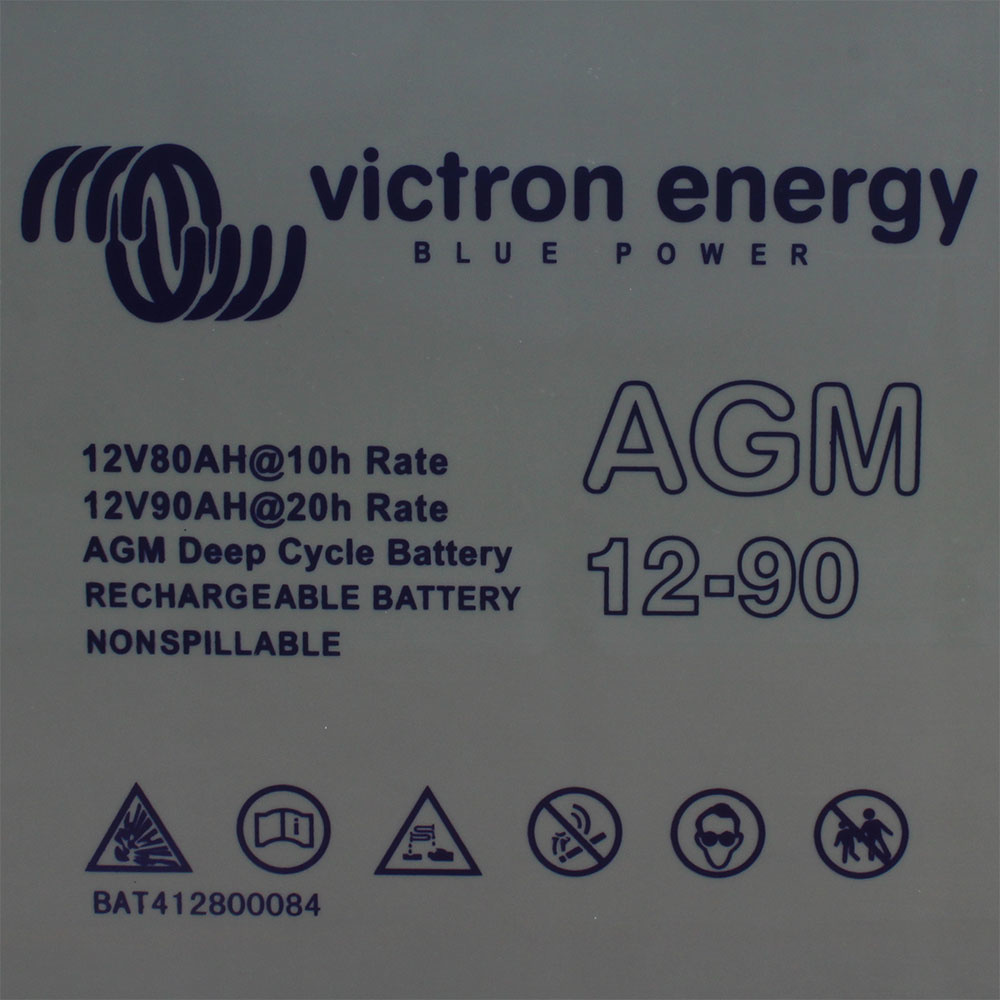 victron energy
BLUE POWER
AGM
12-90
12V80AH@10h Rate
12V90AH@20h Rate
AGM Deep Cycle Battery
RECHARGEABLE BATTERY
NONSPILLABLE
i
BAT412800084